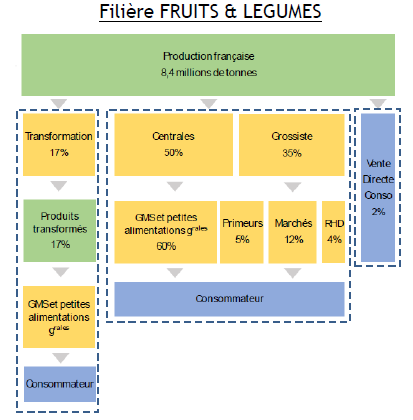 Filière FRUITS & LEGUMES
Production française
8,4 millions de tonnes
Transformation
17%
Centrales
50%
Grossiste
35%
Vente
Directe
Conso
2%
Produits
transformés
17%
GMS et petites
alimentations grales
60%
Primeurs
5%
Marchés
12%
RHD
4%
GMS et petites
alimentations
grales
Consommateur
Consommateur